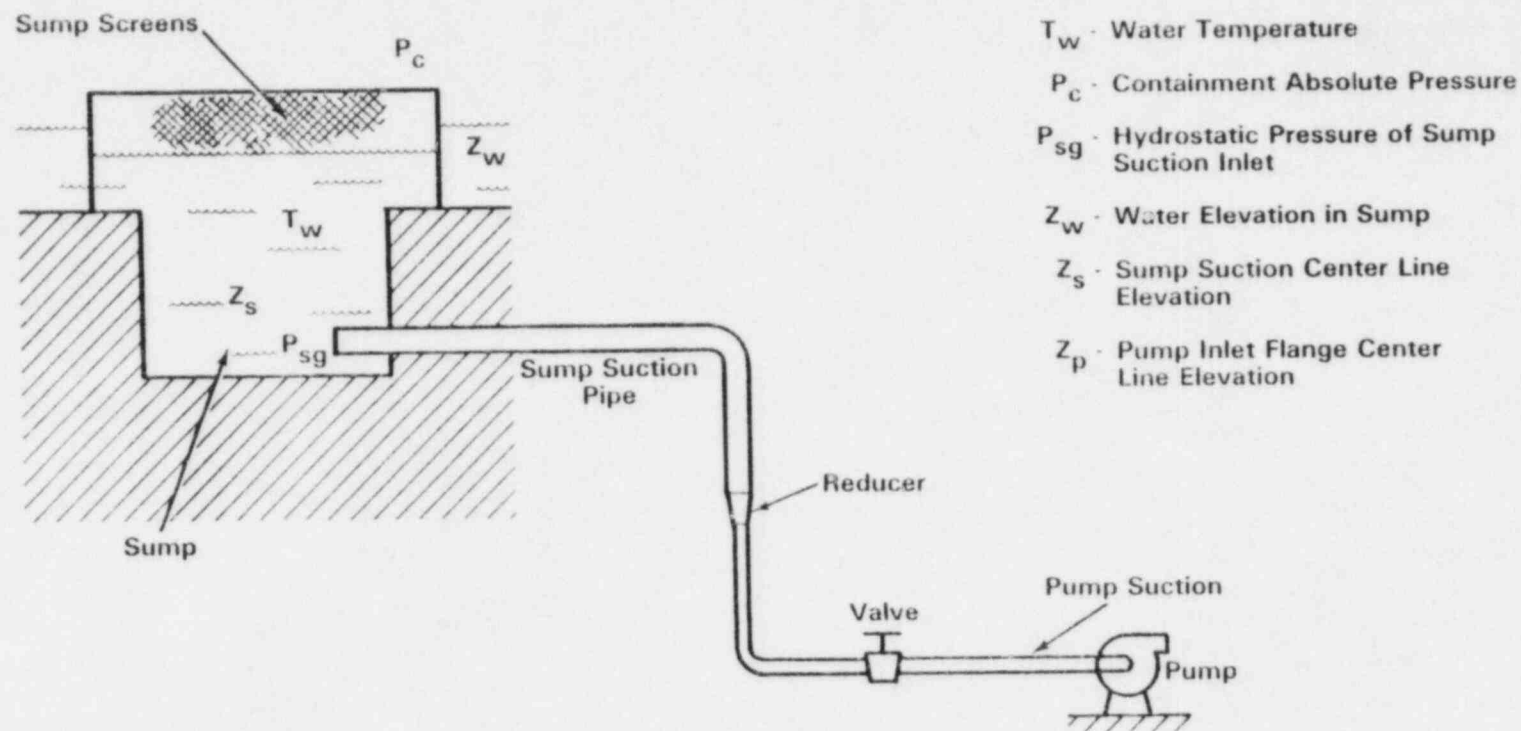 Sump Screens
P_c
Z_w
T_w
Z_s
P_sg
Sump Suction
Pipe
Sump
Reducer
Valve
Pump Suction
Pump
T_w - Water Temperature
P_c - Containment Absolute Pressure
P_sg - Hydrostatic Pressure of Sump
Suction Inlet
Z_w - Water Elevation in Sump
Z_s - Sump Suction Center Line
Elevation
Z_p - Pump Inlet Flange Center
Line Elevation